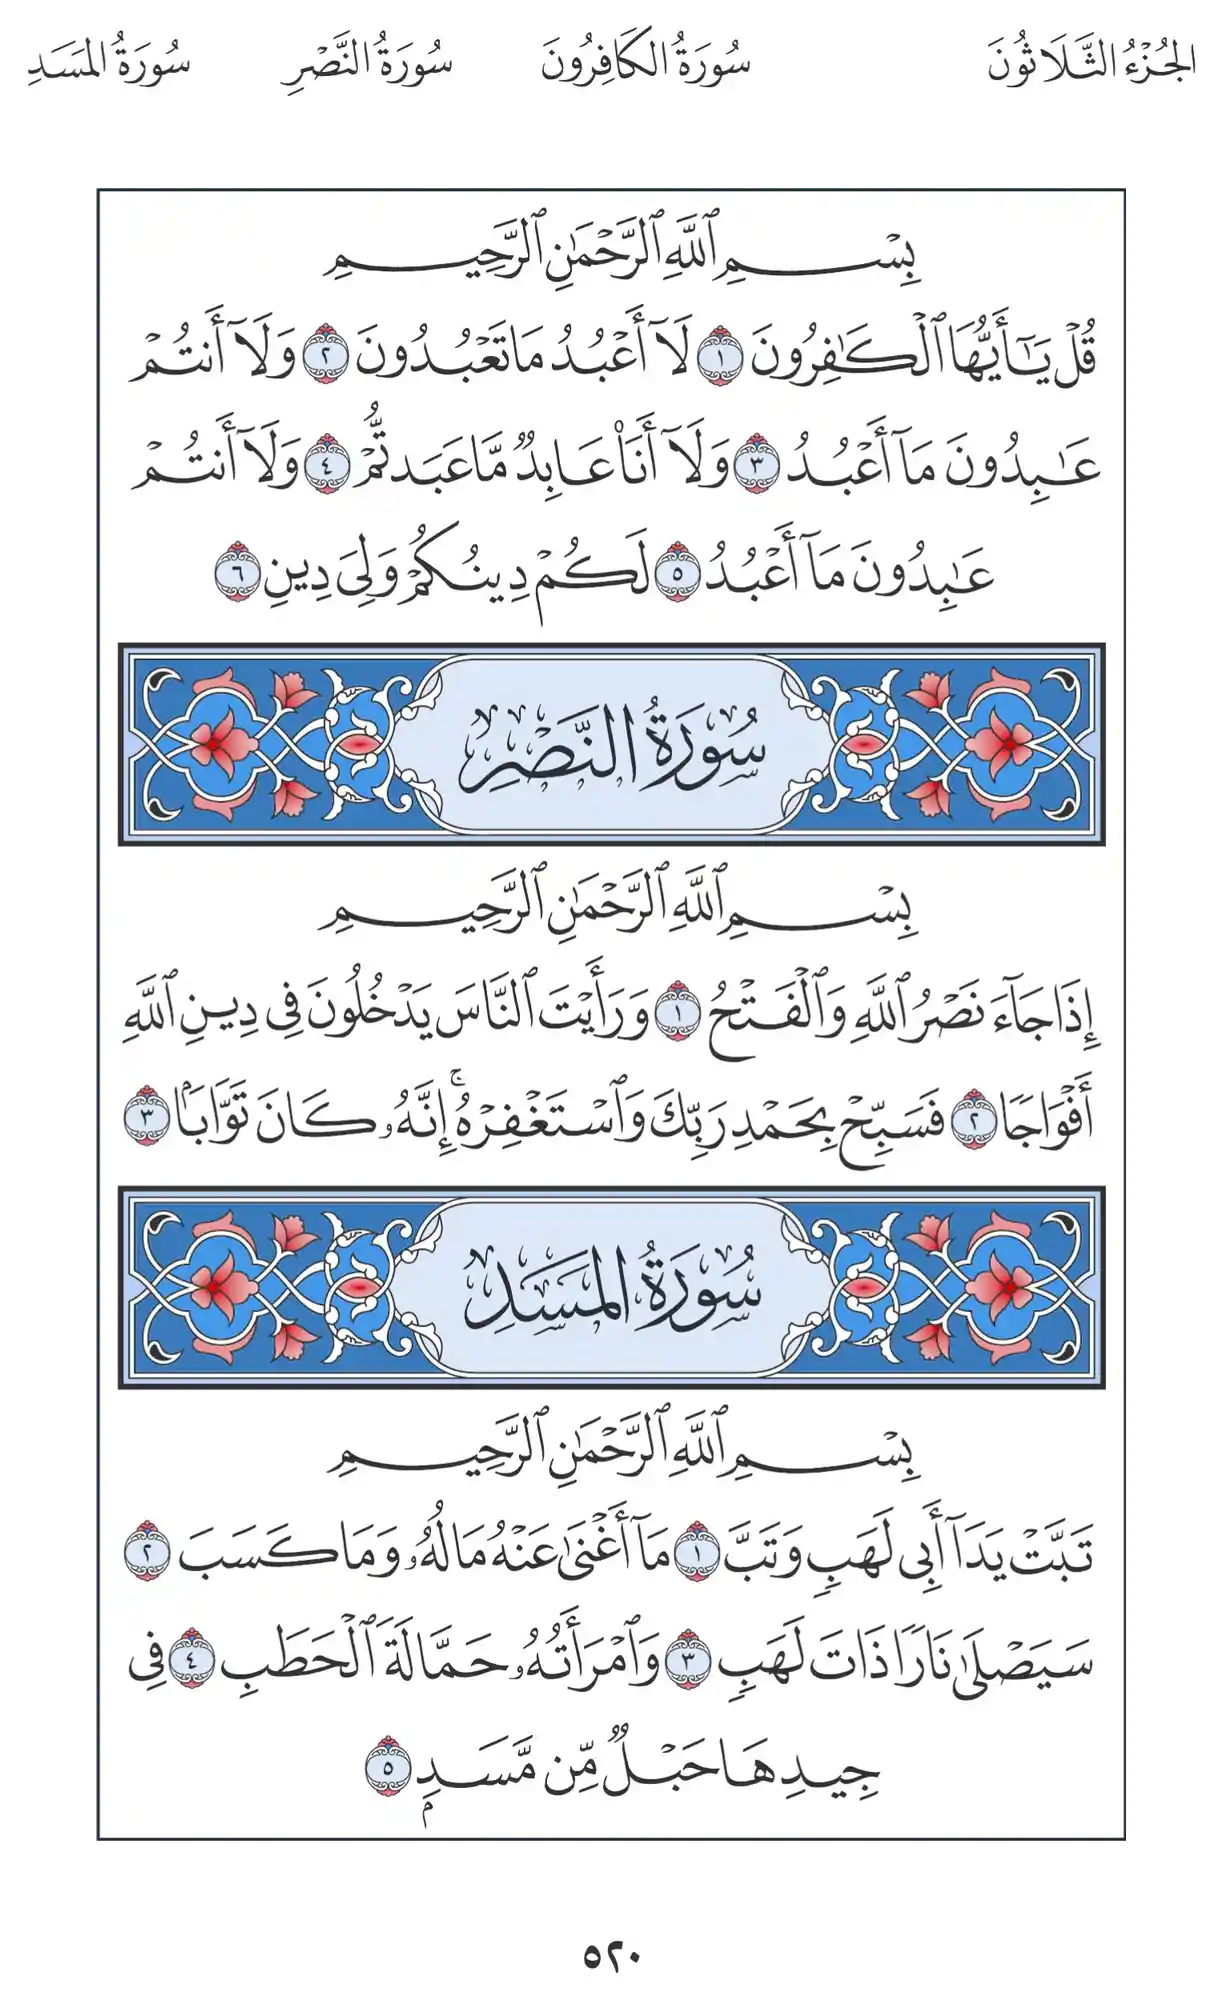 الجُزْءُ الثَّلَاثُونَ سُورَةُ الكَافِرُونَ سُورَةُ النَّصْرِ سُورَةُ المَسَدِ
بِسْمِ ٱللَّهِ ٱلرَّحْمَٰنِ ٱلرَّحِيمِ
قُلْ يَٰٓأَيُّهَا ٱلْكَٰفِرُونَ ١ لَآ أَعْبُدُ مَا تَعْبُدُونَ ٢ وَلَآ أَنتُمْ
عَٰبِدُونَ مَآ أَعْبُدُ ٣ وَلَآ أَنَا۠ عَابِدٌ مَّا عَبَدتُّمْ ٤ وَلَآ أَنتُمْ
عَٰبِدُونَ مَآ أَعْبُدُ ٥ لَكُمْ دِينُكُمْ وَلِيَ دِينِ ٦
سُورَةُ النَّصْرِ
بِسْمِ ٱللَّهِ ٱلرَّحْمَٰنِ ٱلرَّحِيمِ
إِذَا جَآءَ نَصْرُ ٱللَّهِ وَٱلْفَتْحُ ١ وَرَأَيْتَ ٱلنَّاسَ يَدْخُلُونَ فِى دِينِ ٱللَّهِ
أَفْوَاجًا ٢ فَسَبِّحْ بِحَمْدِ رَبِّكَ وَٱسْتَغْفِرْهُ ۚ إِنَّهُۥ كَانَ تَوَّابَۢا ٣
سُورَةُ المَسَدِ
بِسْمِ ٱللَّهِ ٱلرَّحْمَٰنِ ٱلرَّحِيمِ
تَبَّتْ يَدَآ أَبِى لَهَبٍ وَتَبَّ ١ مَآ أَغْنَىٰ عَنْهُ مَالُهُۥ وَمَا كَسَبَ ٢
سَيَصْلَىٰ نَارًا ذَاتَ لَهَبٍ ٣ وَٱمْرَأَتُهُۥ حَمَّالَةَ ٱلْحَطَبِ ٤ فِى
جِيدِهَا حَبْلٌ مِّن مَّسَدٍۭ ٥
٥٢٠